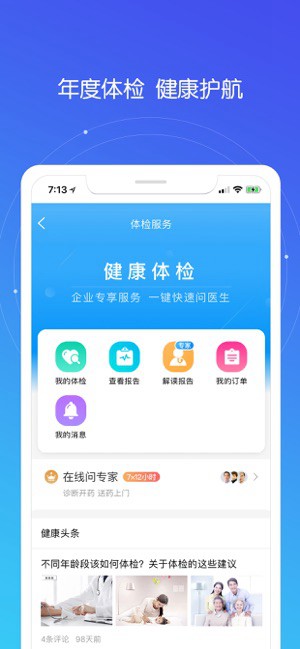 年度体检 健康护航
7:13
体检服务
健康体检
企业专享服务 一键快速问医生
专家
我的体检 查看报告 解读报告 我的订单
我的消息
在线问专家 7×12小时
诊断开药 送药上门
健康头条
不同年龄段该如何体检？关于体检的这些建议
4条评论 98天前